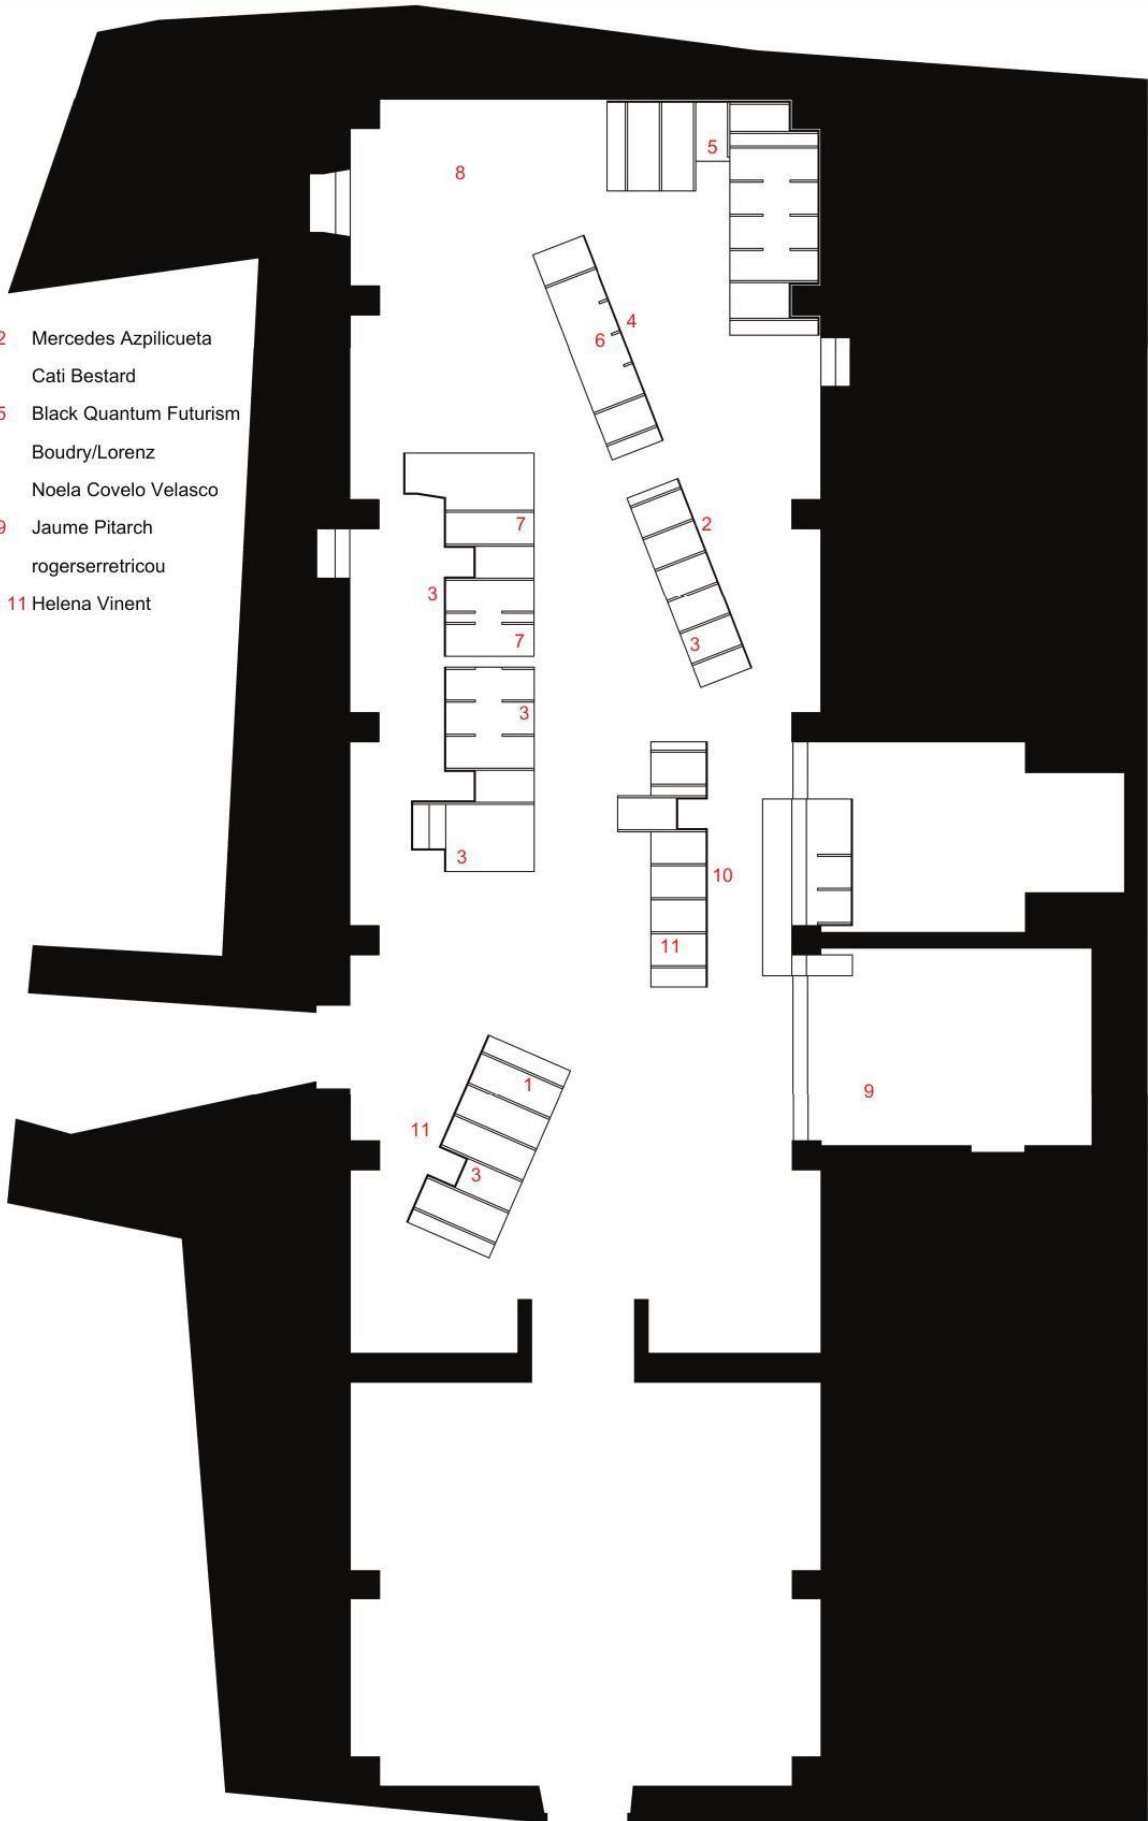 8
5
4
6
2 Mercedes Azpilicueta
Cati Bestard
5 Black Quantum Futurism
Boudry/Lorenz
Noela Covelo Velasco
9 Jaume Pitarch
rogerserretricou
11 Helena Vinent
7
2
3
7
3
3
3
10
11
1
9
11
3